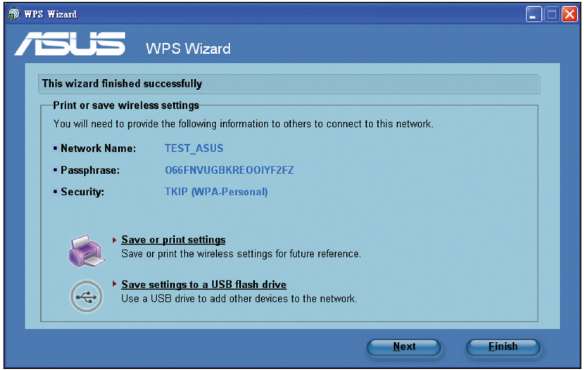 WPS Wizard
ASUS WPS Wizard
This wizard finished successfully
Print or save wireless settings
You will need to provide the following information to others to connect to this network.
▪ Network Name: TEST_ASUS
▪ Passphrase: O66FNVUGBKREOOIYF2FZ
▪ Security: TKIP (WPA-Personal)
Save or print settings
Save or print the wireless settings for future reference.
Save settings to a USB flash drive
Use a USB drive to add other devices to the network.
Next Finish